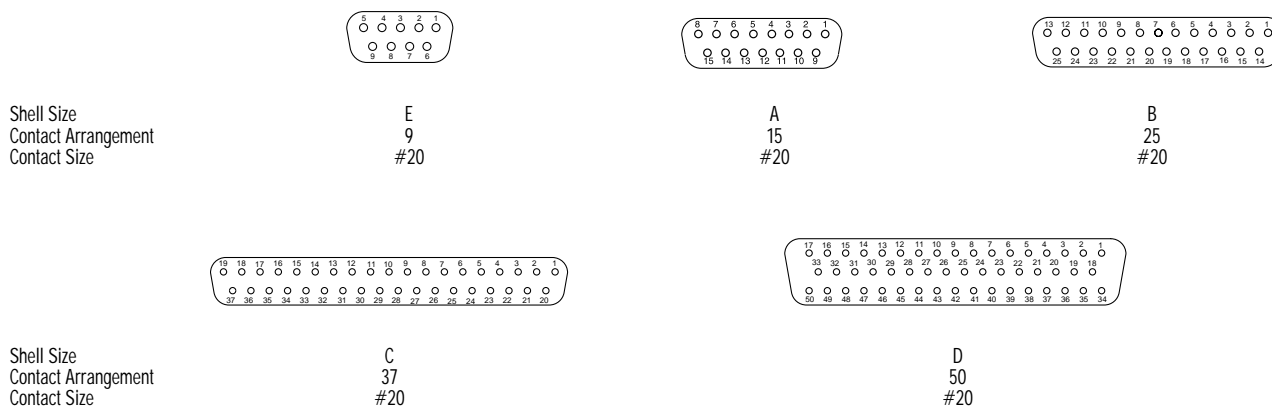 5 4 3 2 1
9 8 7 6
8 7 6 5 4 3 2 1
15 14 13 12 11 10 9
13 12 11 10 9 8 7 6 5 4 3 2 1
25 24 23 22 21 20 19 18 17 16 15 14
Shell Size E A B
Contact Arrangement 9 15 25
Contact Size #20 #20 #20
19 18 17 16 15 14 13 12 11 10 9 8 7 6 5 4 3 2 1
37 36 35 34 33 32 31 30 29 28 27 26 25 24 23 22 21 20
17 16 15 14 13 12 11 10 9 8 7 6 5 4 3 2 1
33 32 31 30 29 28 27 26 25 24 23 22 21 20 19 18
50 49 48 47 46 45 44 43 42 41 40 39 38 37 36 35 34
Shell Size C D
Contact Arrangement 37 50
Contact Size #20 #20